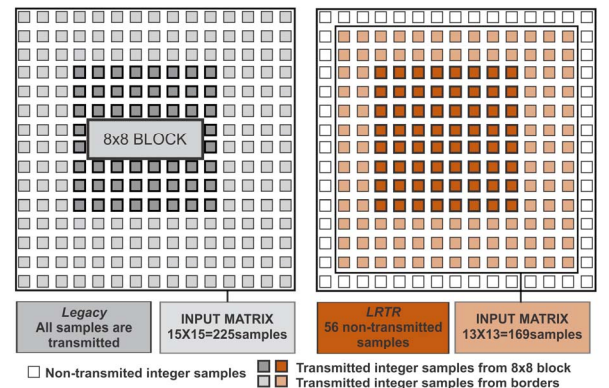 8x8 BLOCK
Legacy
All samples are
transmitted
INPUT MATRIX
15X15=225samples
LRTR
56 non-transmitted
samples
INPUT MATRIX
13X13=169samples
Non-transmited integer samples
Transmitted integer samples from 8x8 block
Transmitted integer samples from borders